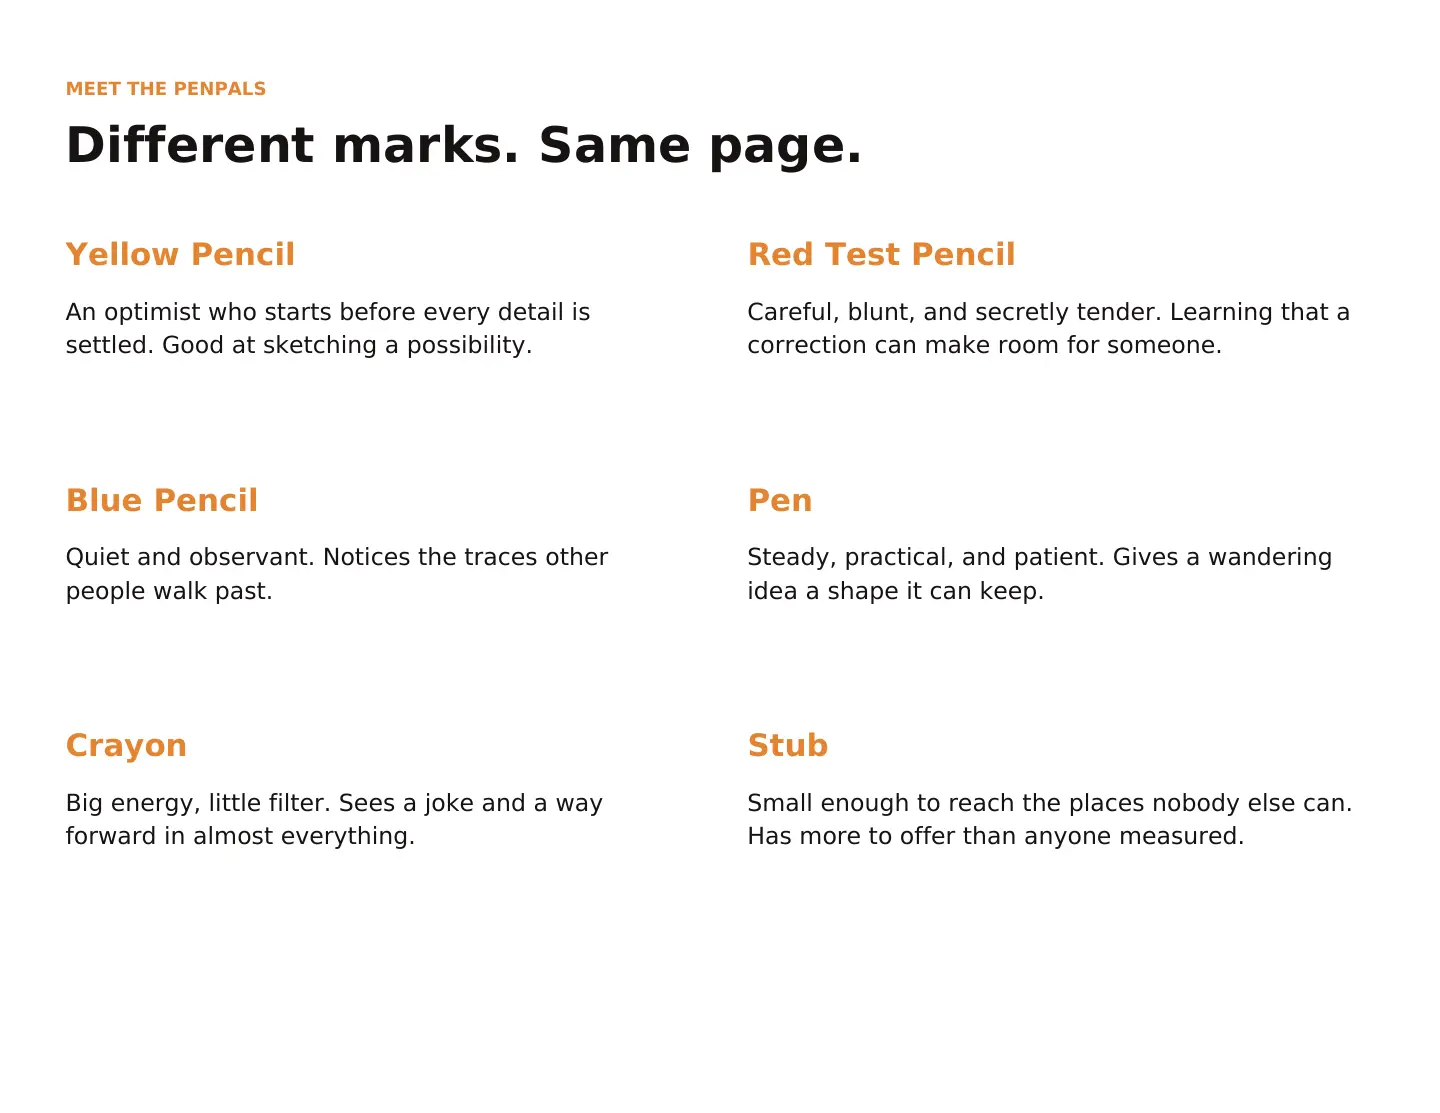 MEET THE PENPALS
Different marks. Same page.
Yellow Pencil
An optimist who starts before every detail is
settled. Good at sketching a possibility.
Red Test Pencil
Careful, blunt, and secretly tender. Learning that a
correction can make room for someone.
Blue Pencil
Quiet and observant. Notices the traces other
people walk past.
Pen
Steady, practical, and patient. Gives a wandering
idea a shape it can keep.
Crayon
Big energy, little filter. Sees a joke and a way
forward in almost everything.
Stub
Small enough to reach the places nobody else can.
Has more to offer than anyone measured.